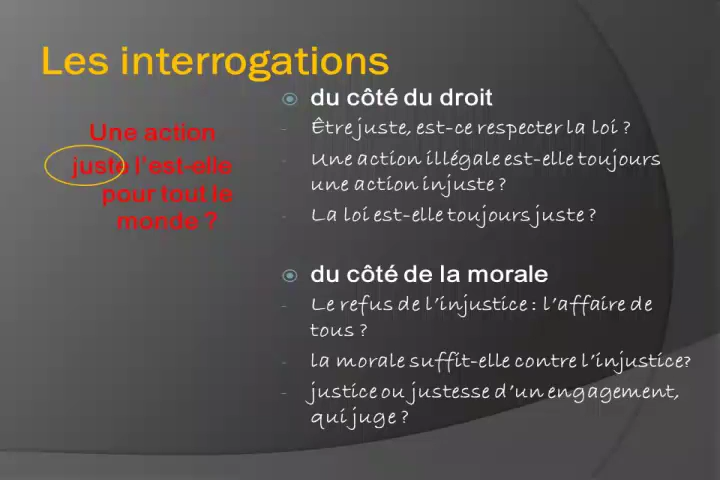 Les interrogations
Une action
juste l'est-elle
pour tout le
monde ?
du côté du droit
- Être juste, est-ce respecter la loi ?
- Une action illégale est-elle toujours
une action injuste ?
- La loi est-elle toujours juste ?
du côté de la morale
- Le refus de l'injustice : l'affaire de
tous ?
- la morale suffit-elle contre l'injustice?
- justice ou justesse d'un engagement,
qui juge ?